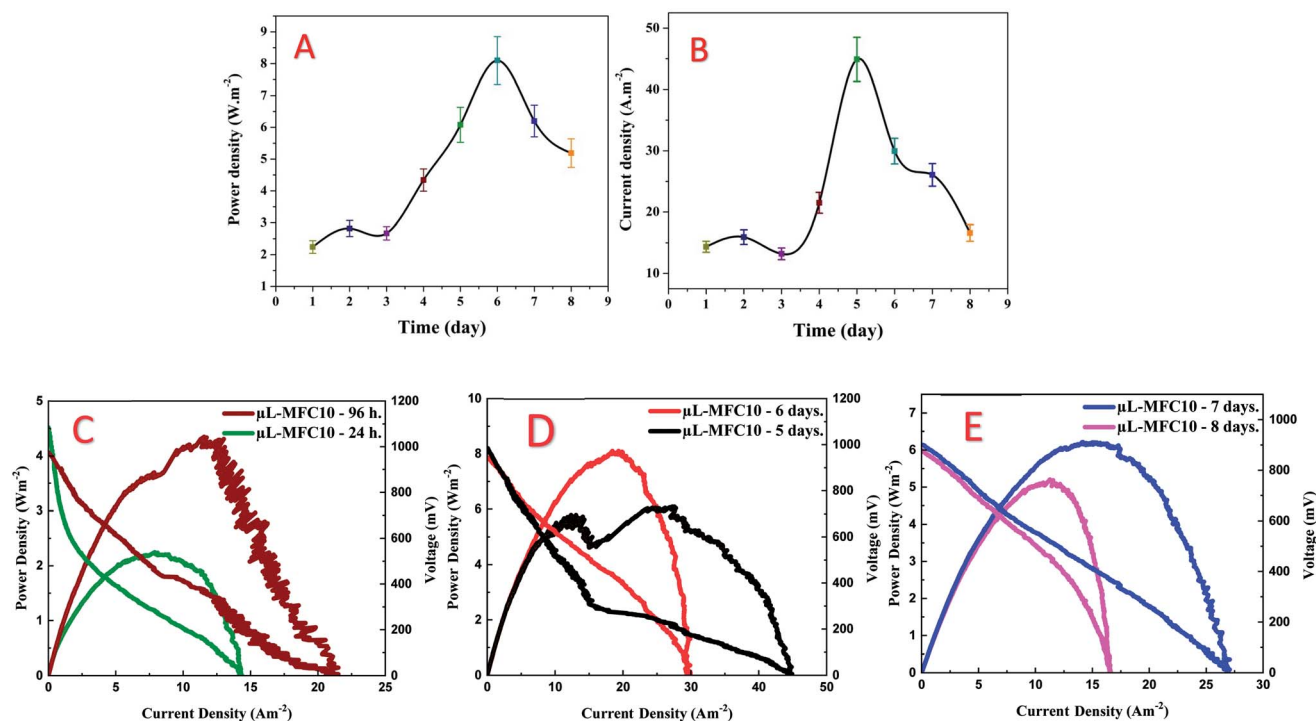 A
Power density (W.m-2)
9
8
7
6
5
4
3
2
1
0 1 2 3 4 5 6 7 8 9
Time (day)
B
Current density (A.m-2)
50
40
30
20
10
0 1 2 3 4 5 6 7 8 9
Time (day)
C
µL-MFC10 - 96 h.
µL-MFC10 - 24 h.
Power Density (Wm-2)
5
4
3
2
1
0
Voltage (mV)
1200
1000
800
600
400
200
0
0 5 10 15 20 25
Current Density (Am-2)
D
µL-MFC10 - 6 days.
µL-MFC10 - 5 days.
Power Density (Wm-2)
10
8
6
4
2
0
Voltage (mV)
1200
1000
800
600
400
200
0
0 10 20 30 40 50
Current Density (Am-2)
E
µL-MFC10 - 7 days.
µL-MFC10 - 8 days.
Power Density (Wm-2)
7
6
5
4
3
2
1
0
Voltage (mV)
1000
800
600
400
200
0
0 5 10 15 20 25 30
Current Density (Am-2)